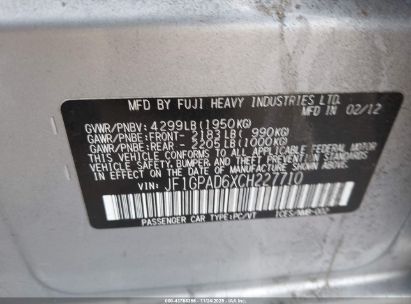 MFD BY FUJI HEAVY INDUSTRIES LTD.
MFD IN 02/12
GVWR/PNBV: 4299LB(1950KG)
GAWR/PNBE:FRONT- 2183LB( 990KG)
GAWR/PNBE:REAR - 2205LB(1000KG)
THIS VEHICLE CONFORMS TO ALL APPLICABLE
FEDERAL MOTOR VEHICLE
SAFETY, BUMPER, AND THEFT PREVENTION
STANDARDS IN EFFECT ON THE DATE OF
MANUFACTURE SHOWN ABOVE.
VIN: JF1GPAD6XCH227710
PASSENGER CAR TYPE:PC/VT